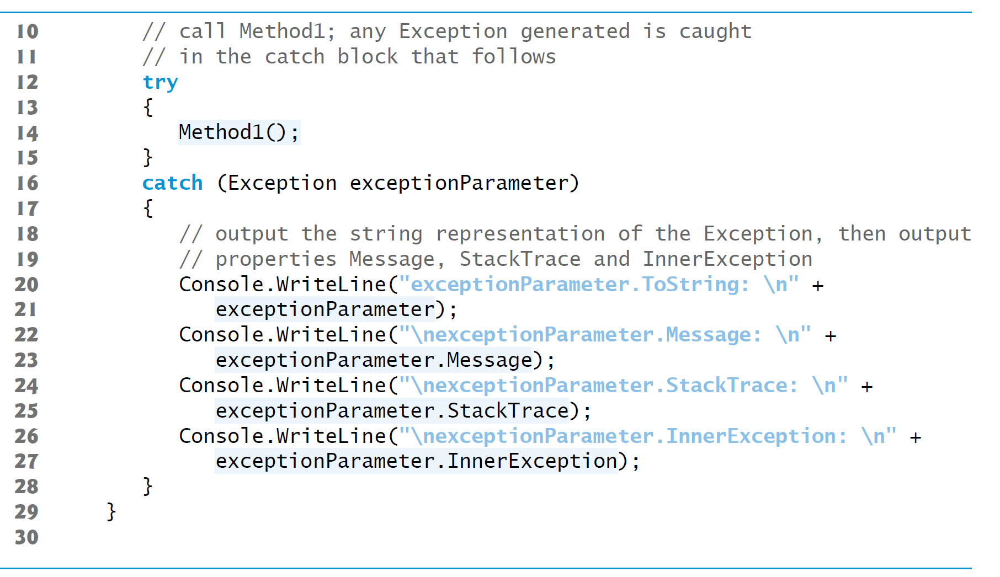 10 // call Method1; any Exception generated is caught
11 // in the catch block that follows
12 try
13 {
14 Method1();
15 }
16 catch (Exception exceptionParameter)
17 {
18 // output the string representation of the Exception, then output
19 // properties Message, StackTrace and InnerException
20 Console.WriteLine("exceptionParameter.ToString: \n" +
21 exceptionParameter);
22 Console.WriteLine("\nexceptionParameter.Message: \n" +
23 exceptionParameter.Message);
24 Console.WriteLine("\nexceptionParameter.StackTrace: \n" +
25 exceptionParameter.StackTrace);
26 Console.WriteLine("\nexceptionParameter.InnerException: \n" +
27 exceptionParameter.InnerException);
28 }
29 }
30